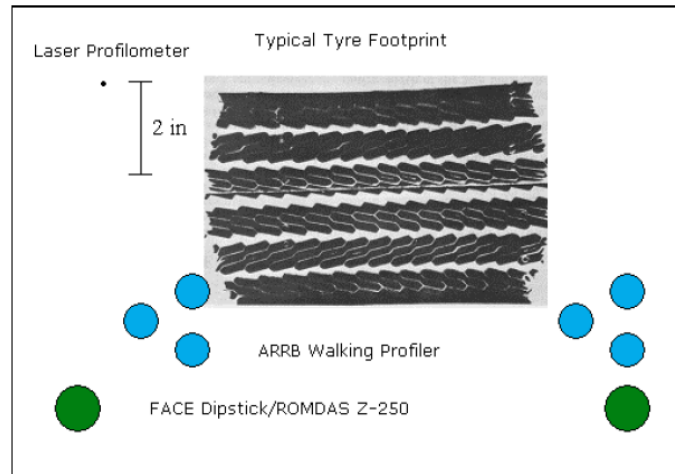 Typical Tyre Footprint
Laser Profilometer
2 in
ARRB Walking Profiler
FACE Dipstick/ROMDAS Z-250